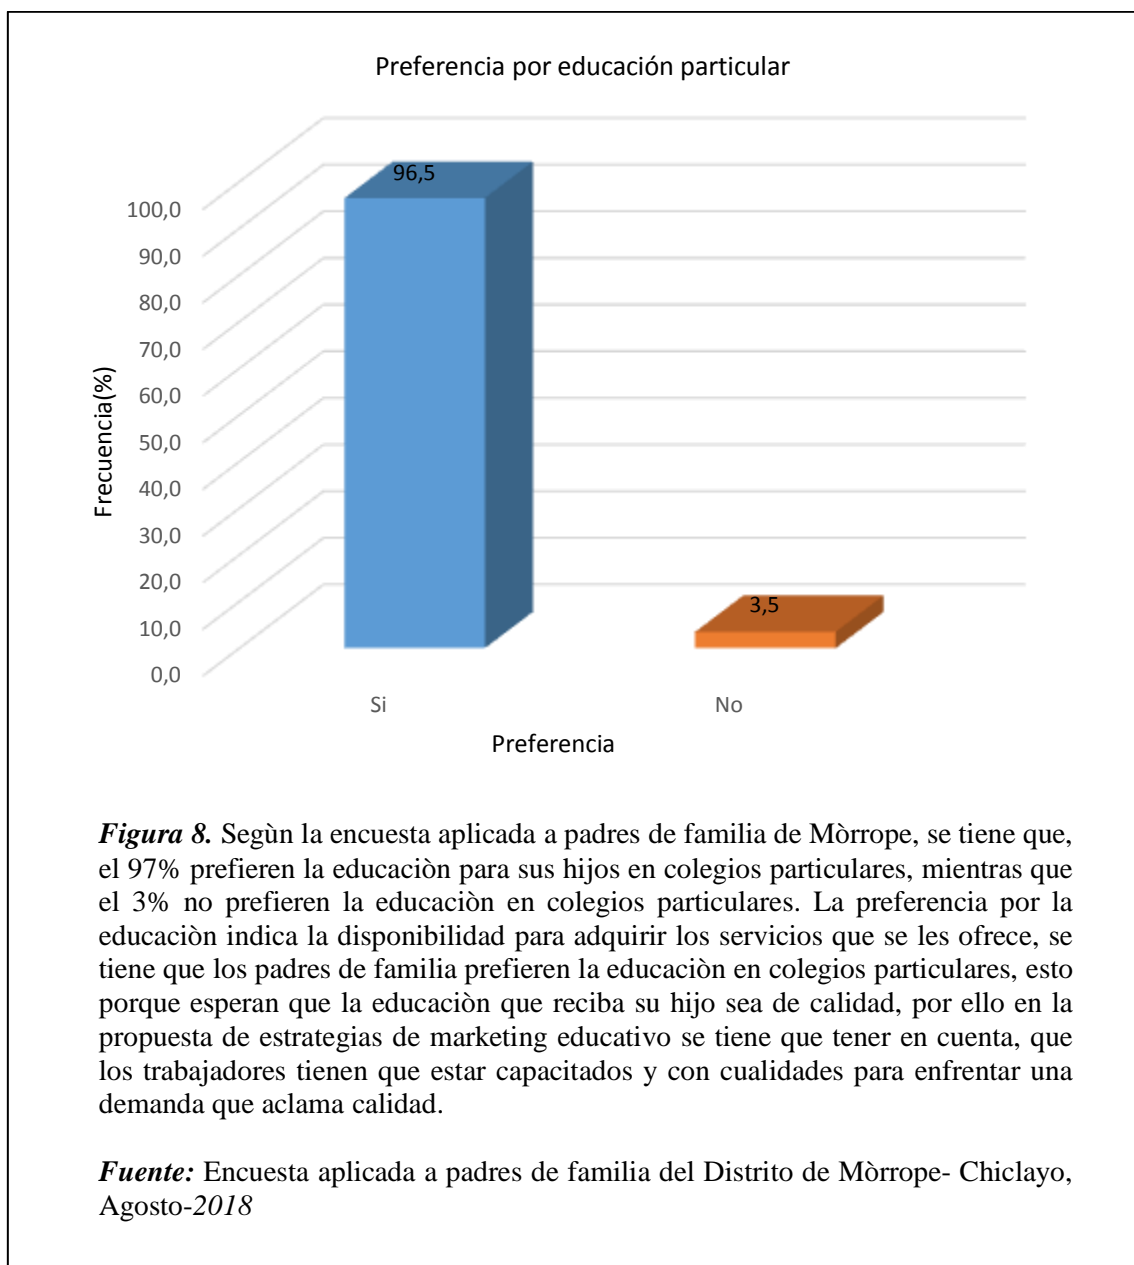 Preferencia por educación particular
96,5
100,0
90,0
80,0
70,0
60,0
50,0
40,0
30,0
20,0
10,0
0,0
Frecuencia(%)
3,5
Si No
Preferencia
Figura 8. Segùn la encuesta aplicada a padres de familia de Mòrrope, se tiene que,
el 97% prefieren la educaciòn para sus hijos en colegios particulares, mientras que
el 3% no prefieren la educaciòn en colegios particulares. La preferencia por la
educaciòn indica la disponibilidad para adquirir los servicios que se les ofrece, se
tiene que los padres de familia prefieren la educaciòn en colegios particulares, esto
porque esperan que la educaciòn que reciba su hijo sea de calidad, por ello en la
propuesta de estrategias de marketing educativo se tiene que tener en cuenta, que
los trabajadores tienen que estar capacitados y con cualidades para enfrentar una
demanda que aclama calidad.
Fuente: Encuesta aplicada a padres de familia del Distrito de Mòrrope- Chiclayo,
Agosto-2018